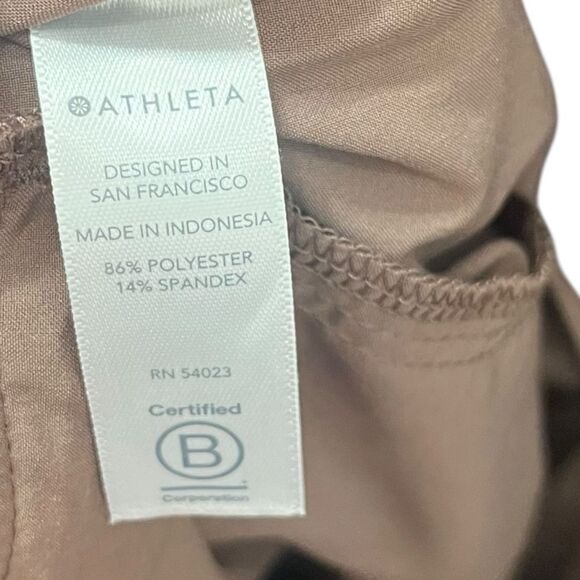 ATHLETA
DESIGNED IN
SAN FRANCISCO
MADE IN INDONESIA
86% POLYESTER
14% SPANDEX
RN 54023
Certified
B
Corporation